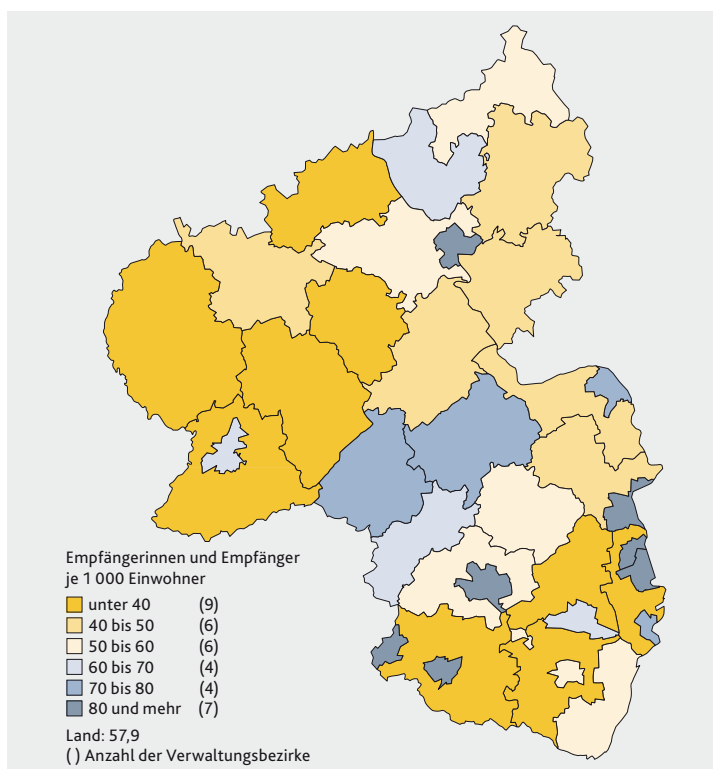 Empfängerinnen und Empfänger
je 1 000 Einwohner
unter 40 (9)
40 bis 50 (6)
50 bis 60 (6)
60 bis 70 (4)
70 bis 80 (4)
80 und mehr (7)
Land: 57,9
( ) Anzahl der Verwaltungsbezirke